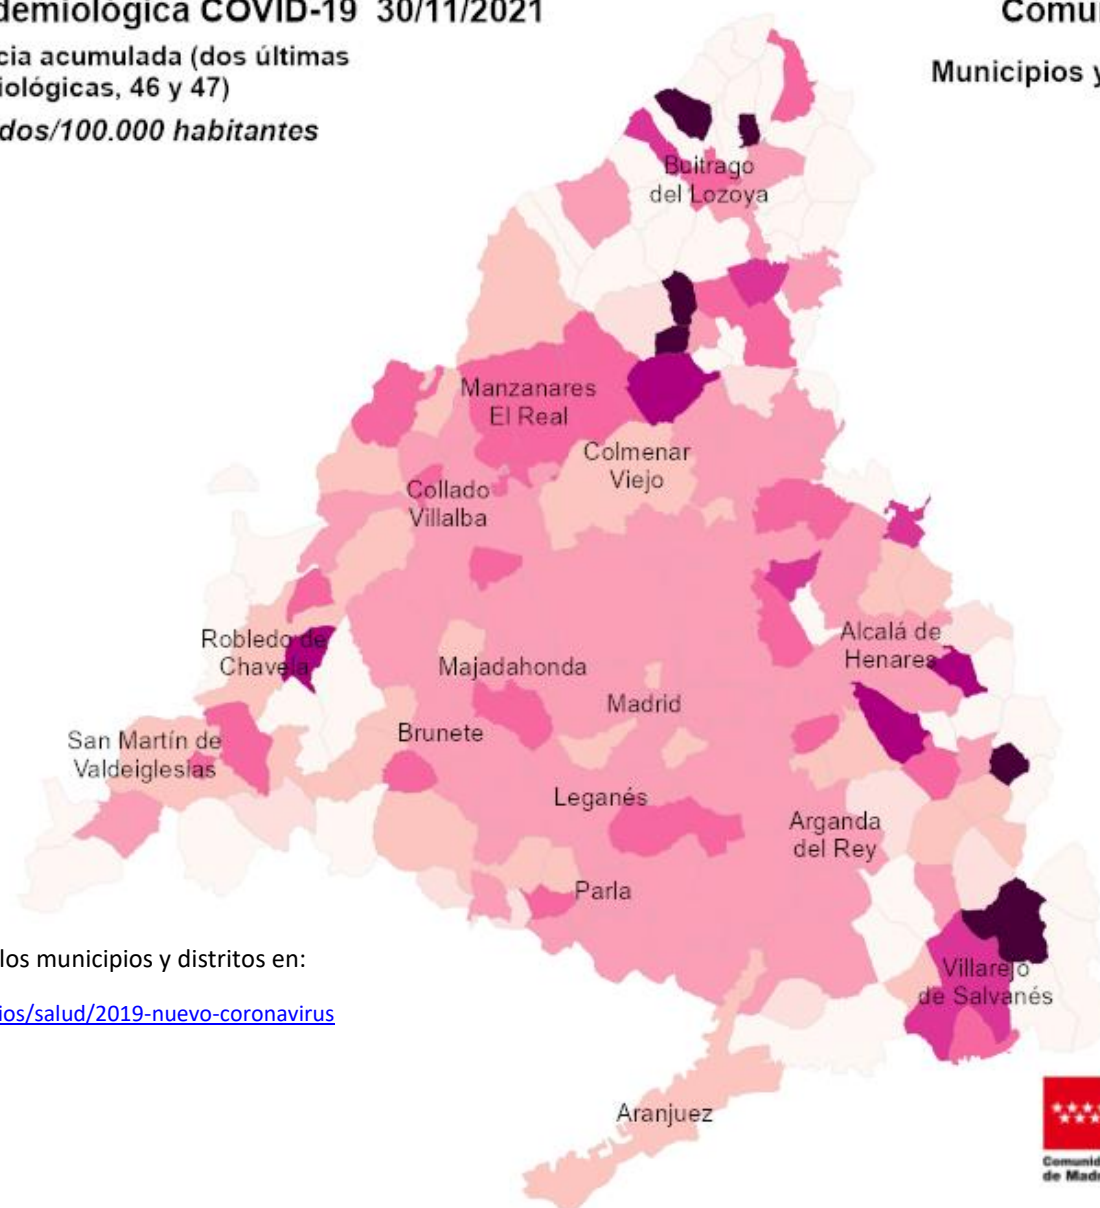 demiológica COVID-19 30/11/2021
Comu
cia acumulada (dos últimas
iológicas, 46 y 47)
Municipios y
dos/100.000 habitantes
Buitrago
del Lozoya
Manzanares
El Real
Colmenar
Viejo
Collado
Villalba
Robledo de
Chavela
Alcalá de
Henares
Majadahonda
Madrid
Brunete
San Martín de
Valdeiglesias
Leganés
Arganda
del Rey
Parla
los municipios y distritos en:
Villarejo
de Salvanés
ios/salud/2019-nuevo-coronavirus
Aranjuez
Comunid
de Madr